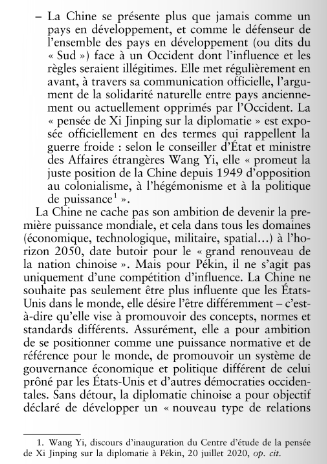 – La Chine se présente plus que jamais comme un
pays en développement, et comme le défenseur de
l'ensemble des pays en développement (ou dits du
« Sud ») face à un Occident dont l'influence et les
règles seraient illégitimes. Elle met régulièrement en
avant, à travers sa communication officielle, l'argu-
ment de la solidarité naturelle entre pays ancienne-
ment ou actuellement opprimés par l'Occident. La
« pensée de Xi Jinping sur la diplomatie » est expo-
sée officiellement en des termes qui rappellent la
guerre froide : selon le conseiller d'État et ministre
des Affaires étrangères Wang Yi, elle « promeut la
juste position de la Chine depuis 1949 d'opposition
au colonialisme, à l'hégémonisme et à la politique
de puissance¹ ».
La Chine ne cache pas son ambition de devenir la pre-
mière puissance mondiale, et cela dans tous les domaines
(économique, technologique, militaire, spatial…) à l'ho-
rizon 2050, date butoir pour le « grand renouveau de
la nation chinoise ». Mais pour Pékin, il ne s'agit pas
uniquement d'une compétition d'influence. La Chine ne
souhaite pas seulement être plus influente que les États-
Unis dans le monde, elle désire l'être différemment – c'est-
à-dire qu'elle vise à promouvoir des concepts, normes et
standards différents. Assurément, elle a pour ambition
de se positionner comme une puissance normative et de
référence pour le monde, de promouvoir un système de
gouvernance économique et politique différent de celui
prôné par les États-Unis et d'autres démocraties occiden-
tales. Sans détour, la diplomatie chinoise a pour objectif
déclaré de développer un « nouveau type de relations
1. Wang Yi, discours d'inauguration du Centre d'étude de la pensée
de Xi Jinping sur la diplomatie à Pékin, 20 juillet 2020, op. cit.